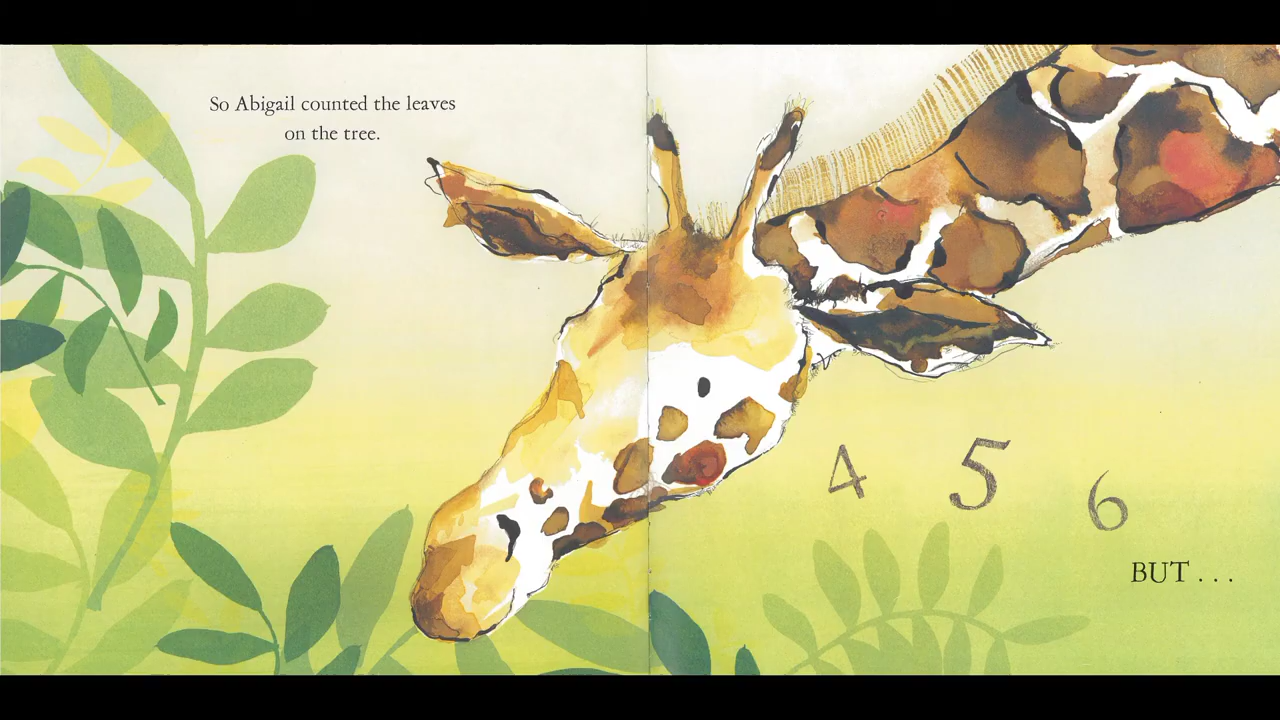 So Abigail counted the leaves
on the tree.
4 5 6
BUT . . .